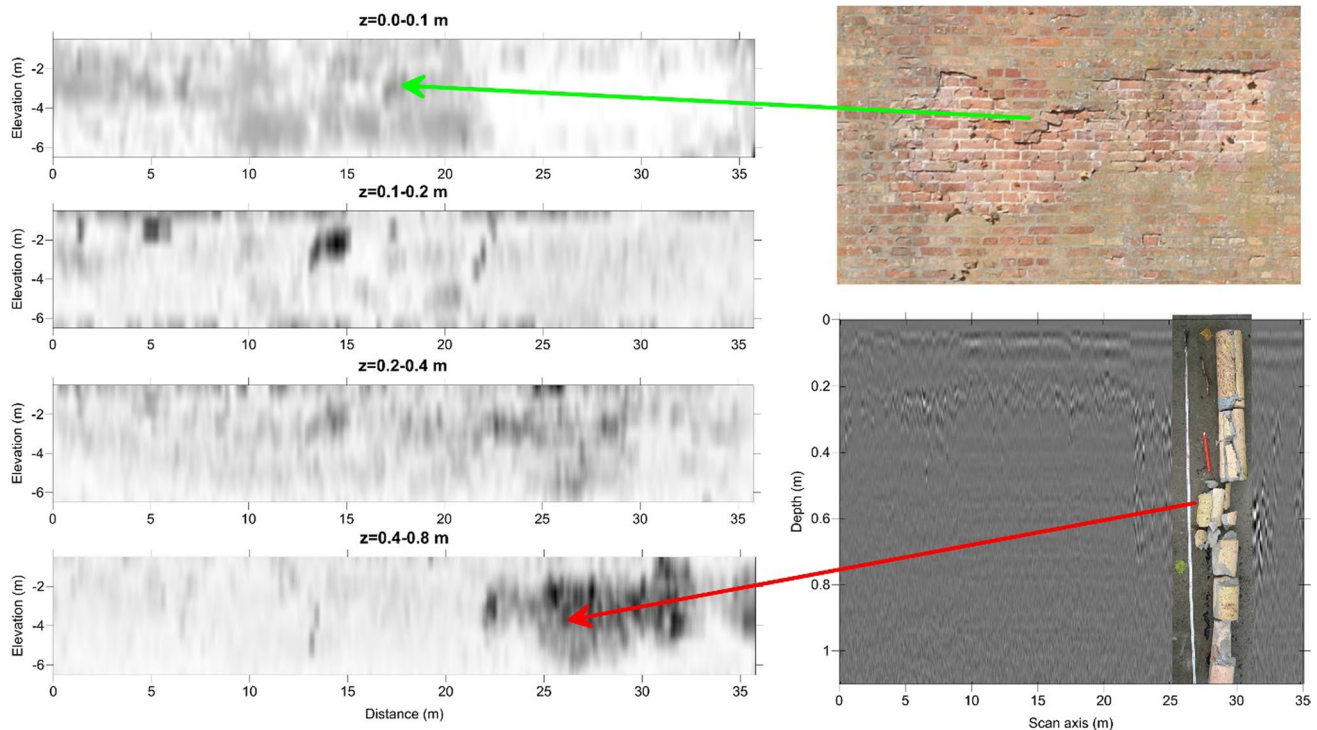 z=0.0-0.1 m
Elevation (m)
-2
-4
-6
0 5 10 15 20 25 30 35
z=0.1-0.2 m
Elevation (m)
-2
-4
-6
0 5 10 15 20 25 30 35
z=0.2-0.4 m
Elevation (m)
-2
-4
-6
0 5 10 15 20 25 30 35
z=0.4-0.8 m
Elevation (m)
-2
-4
-6
0 5 10 15 20 25 30 35
Distance (m)
Depth (m)
0
0.2
0.4
0.6
0.8
1
0 5 10 15 20 25 30 35
Scan axis (m)